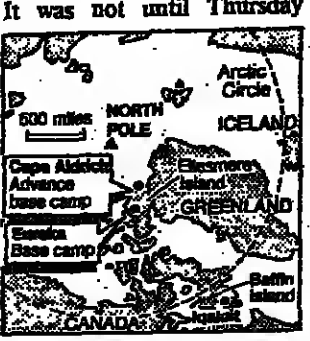 It was not until Thursday
Arctic
Circle
500 miles
NORTH
POLE
ICELAND
Cape Aldrich
Advance
base camp
Ellesmere
Island
GREENLAND
Eureka
Base camp
Baffin
Island
CANADA
Iqaluit